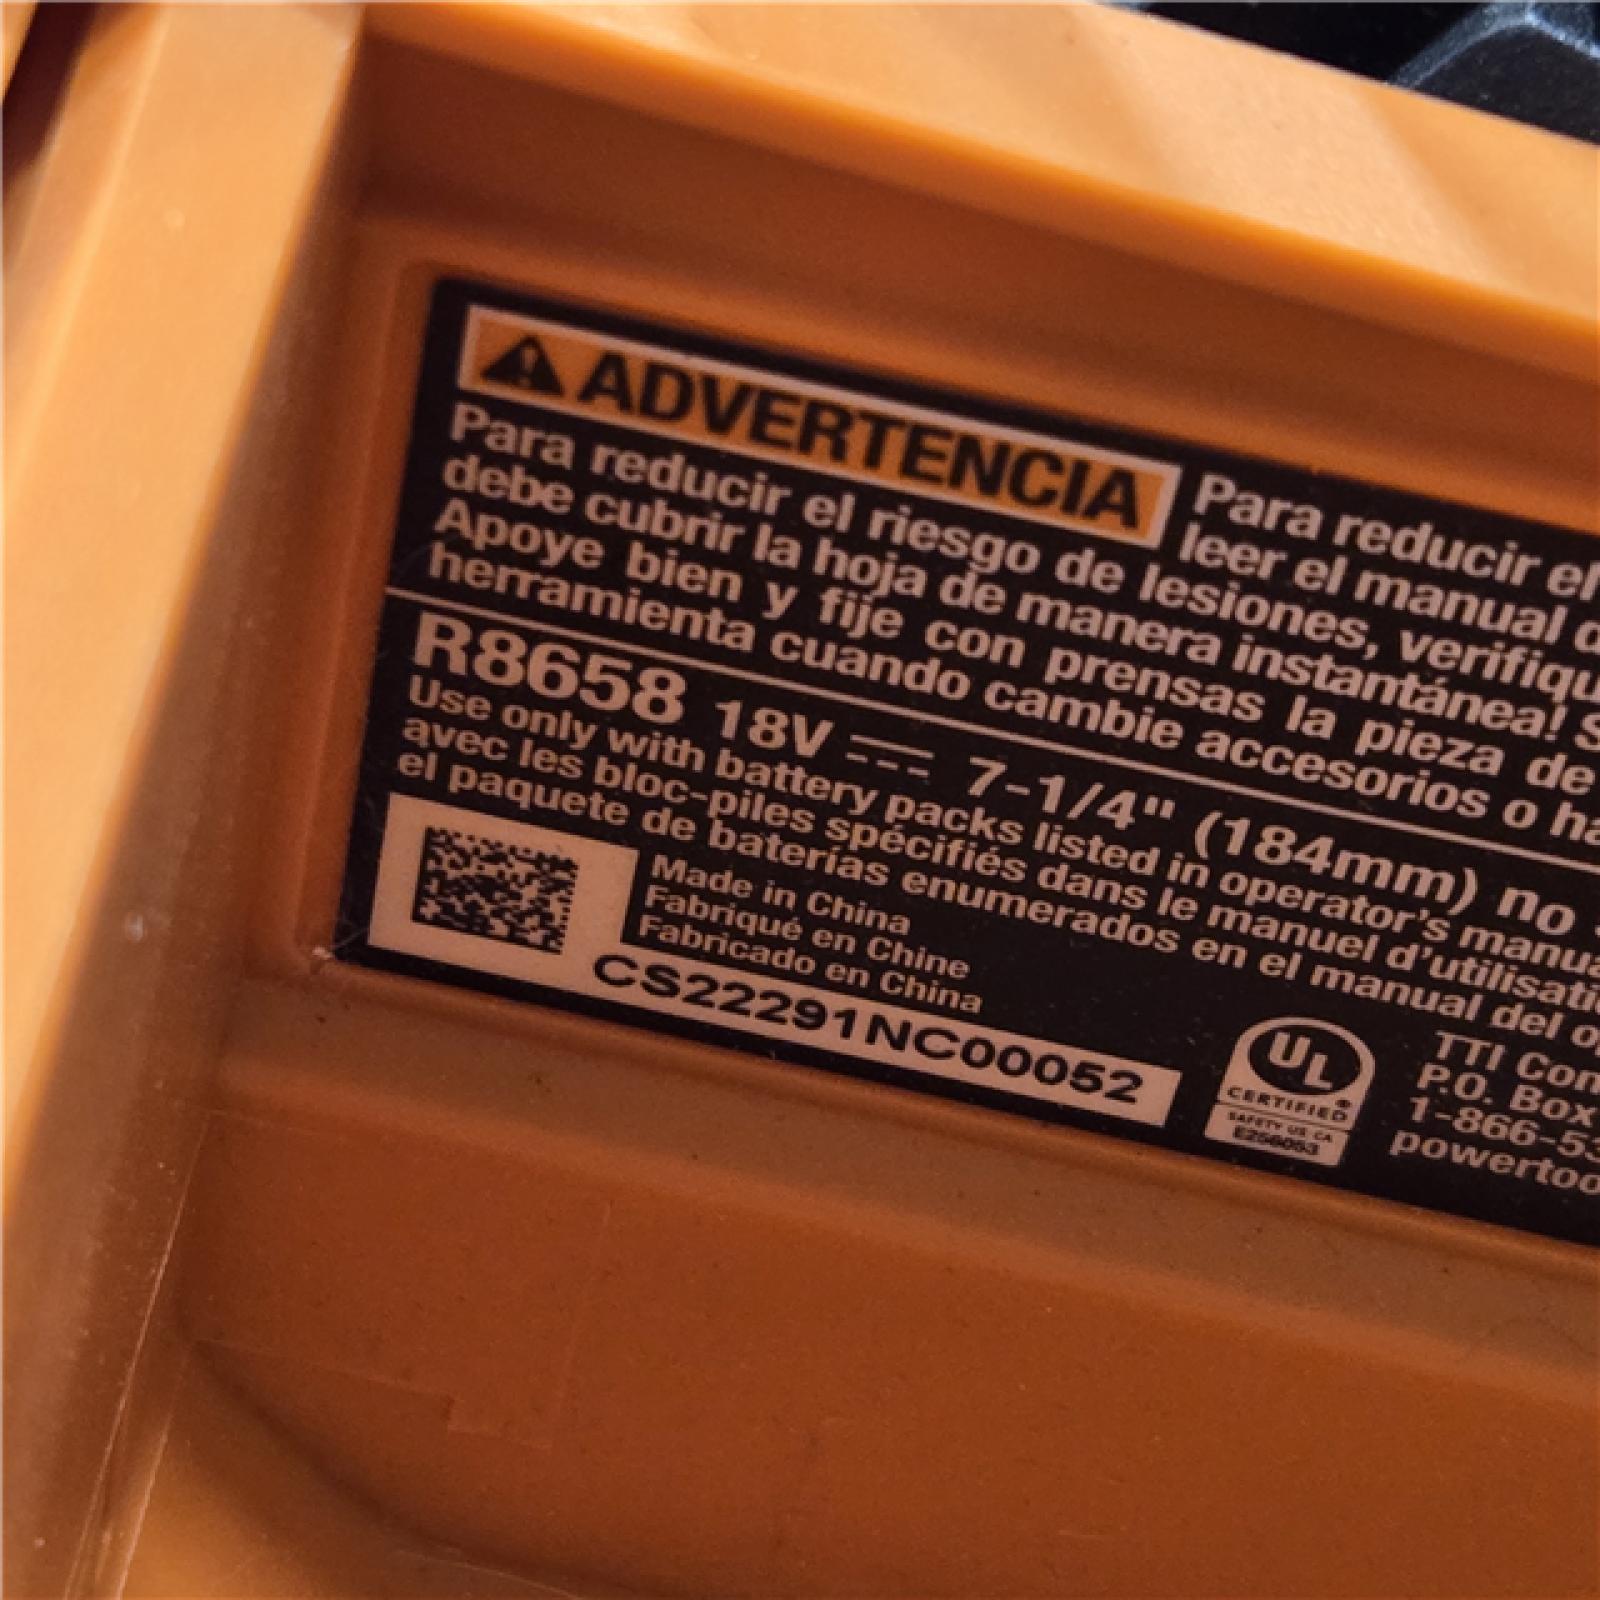 ADVERTENCIA Para reducir el
Para reducir el riesgo de lesiones, leer el manual
debe cubrir la hoja de manera instantánea!
Apoye bien y fije con prensas la pieza de
herramienta cuando cambie accesorios o
R8658 18V 7-1/4" (184mm) no
Use only with battery packs listed in operator's
avec les bloc-piles spécifiés dans le manuel
el paquete de baterías enumerados en el manual del
Made in China
Fabriqué en Chine
Fabricado en China
CS22291NC00052
UL
CERTIFIED
SAFETY US CA
E256053
TTI
P.O. Box
1-866-53